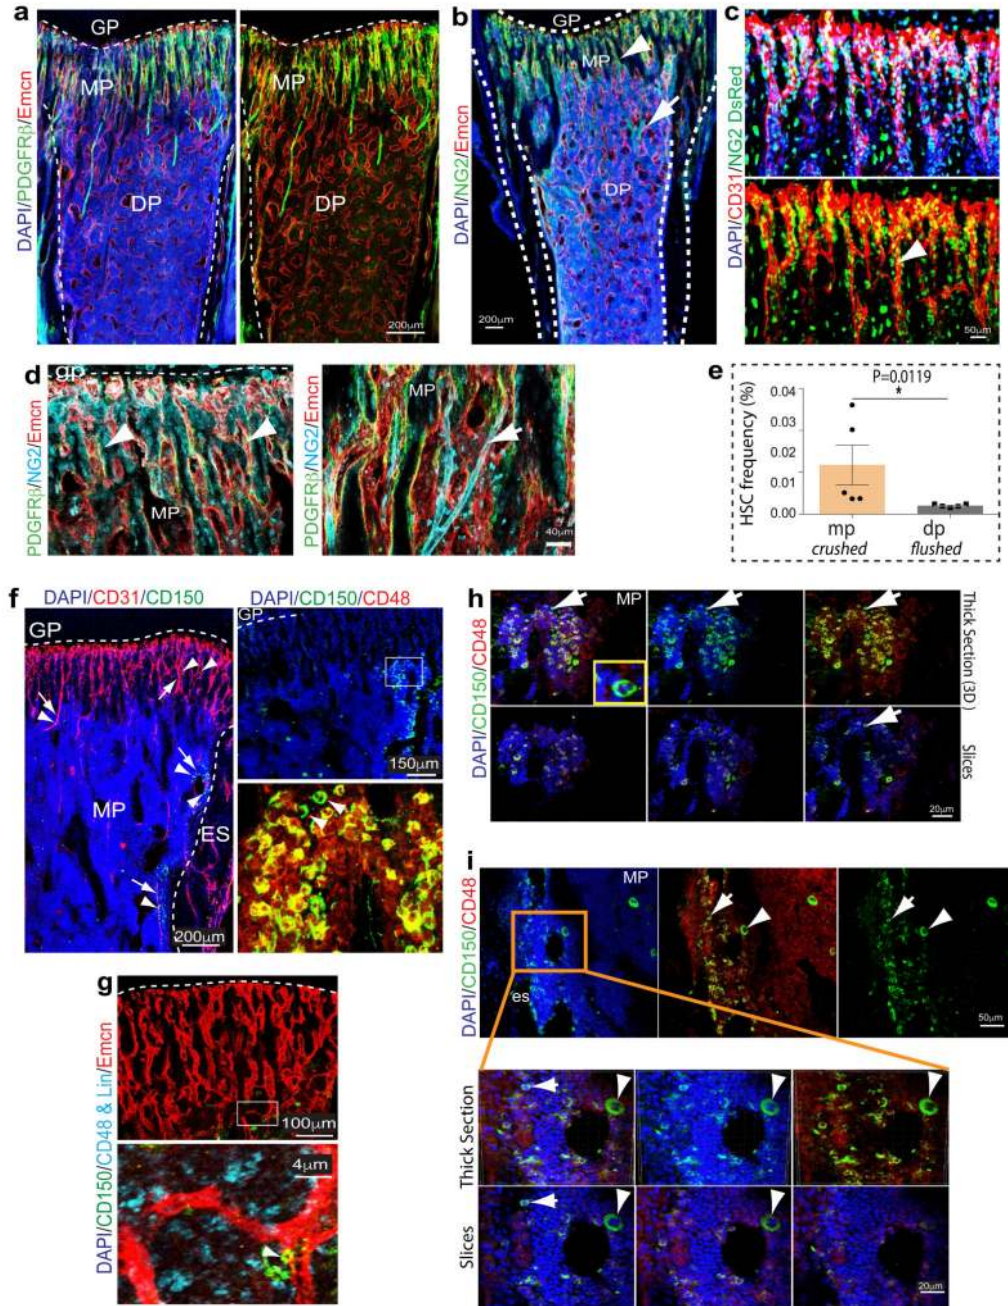 a
DAPI/PDGFRβ/Emcn
GP
MP
DP
MP
DP
200µm
b
DAPI/NG2/Emcn
GP
MP
DP
200µm
c
DAPI/CD31/NG2 DsRed
50µm
d
PDGFRβ/NG2/Emcn
gp
MP
PDGFRβ/NG2/Emcn
MP
40µm
e
P=0.0119
*
HSC frequency (%)
0.04
0.03
0.02
0.01
0.00
mp
crushed
dp
flushed
f
DAPI/CD31/CD150
GP
MP
ES
200µm
DAPI/CD150/CD48
GP
150µm
g
DAPI/CD150/CD48 & Lin/Emcn
100µm
4µm
h
DAPI/CD150/CD48
MP
Thick Section (3D)
Slices
20µm
i
DAPI/CD150/CD48
MP
es
50µm
Thick Section
Slices
20µm